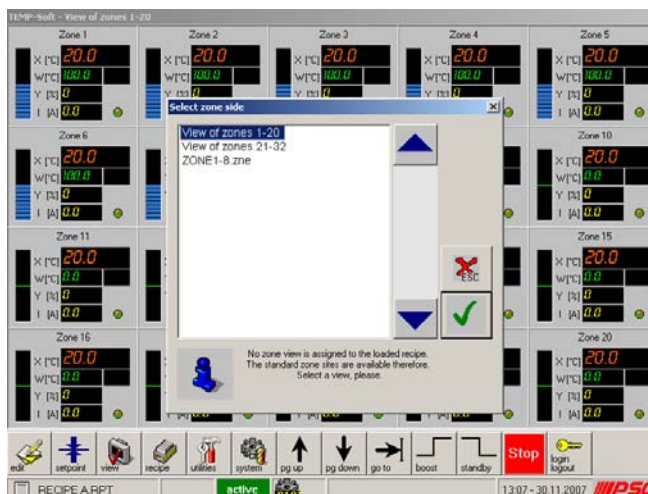 TEMP-Soft - View of zones 1-20
Zone 1
Zone 2
Zone 3
Zone 4
Zone 5
X [°C] 20.0
X [°C] 20.0
X [°C] 20.0
X [°C] 20.0
X [°C] 20.0
W[°C] 100.0
W[°C] 100.0
W[°C] 100.0
W[°C] 100.0
W[°C] 100.0
Y [%] 0
Y [%] 0
I [A] 0.0
I [A] 0.0
Select zone side
View of zones 1-20
View of zones 21-32
ZONE1-8.zne
ESC
No zone view is assigned to the loaded recipe.
The standard zone sites are available therefore.
Select a view, please.
Zone 6
Zone 10
X [°C] 20.0
X [°C] 20.0
W[°C] 100.0
W[°C] 0.0
Y [%] 0
Y [%] 0
I [A] 0.0
I [A] 0.0
Zone 11
Zone 15
X [°C] 20.0
X [°C] 20.0
W[°C] 0.0
W[°C] 0.0
Y [%] 0
Y [%] 0
I [A] 0.0
I [A] 0.0
Zone 16
Zone 20
X [°C] 20.0
X [°C] 20.0
W[°C] 0.0
W[°C] 0.0
Y [%] 0
Y [%] 0
I [A] 0.0
I [A] 0.0
edit
setpoint
view
recipe
utilities
system
pg up
pg down
go to
boost
standby
Stop
login
logout
RECIPE A.RPT
active
13:07 - 30.11.2007
PSG